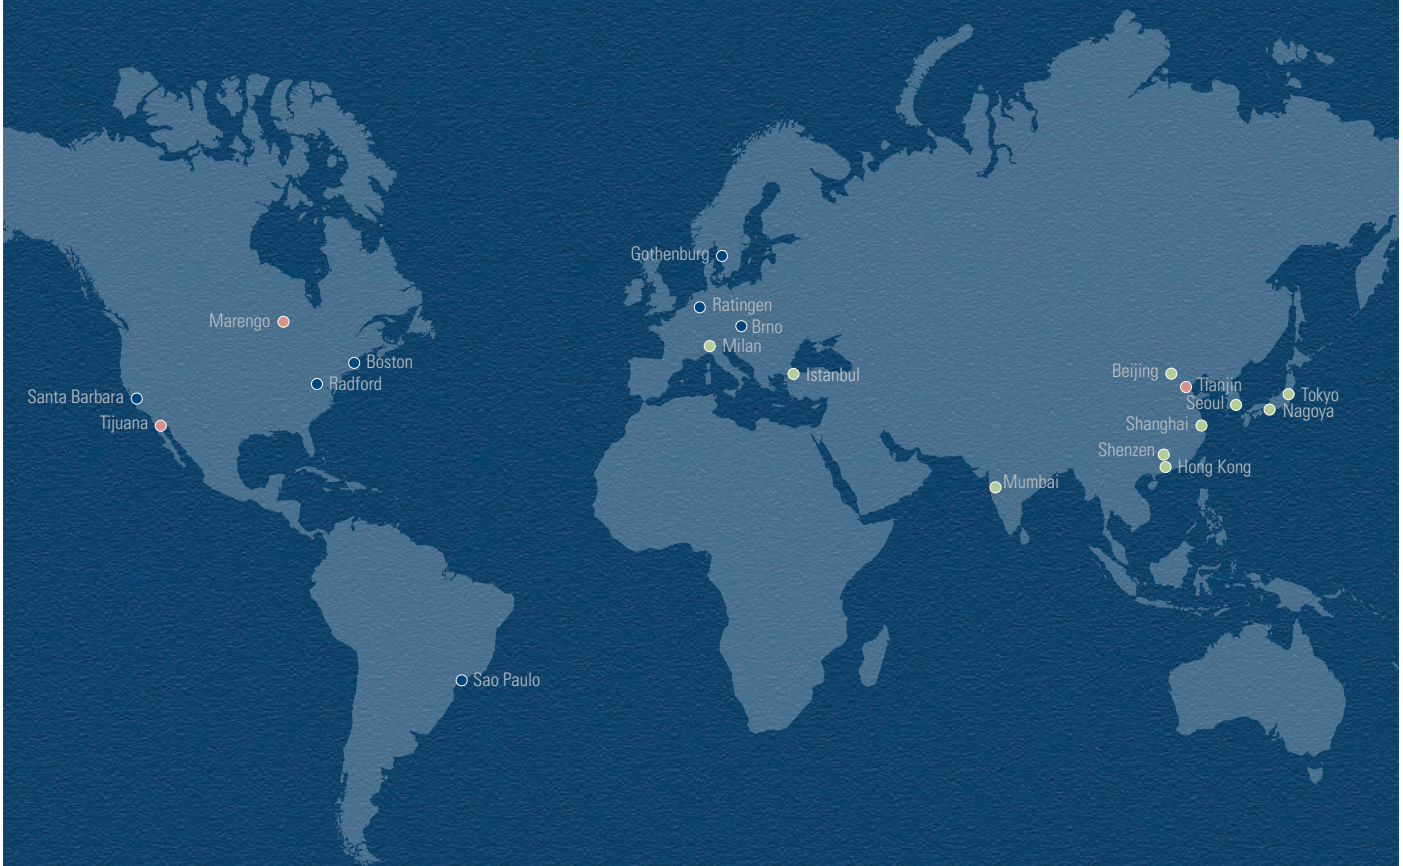 Gothenburg
Ratingen
Marengo
Brno
Milan
Boston
Istanbul
Beijing
Radford
Tianjin
Santa Barbara
Tokyo
Seoul
Nagoya
Tijuana
Shanghai
Shenzen
Hong Kong
Mumbai
Sao Paulo